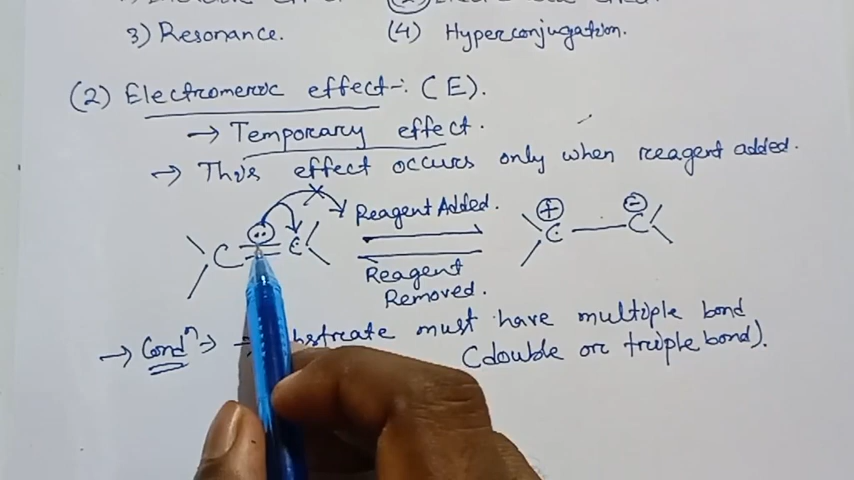 3) Resonance. (4) Hyperconjugation.
(2) Electromeric effect-: (E).
→ Temporary effect.
→ This effect occurs only when reagent added.
Reagent Added.
C = C ⊕ C — C ⊖
Reagent
Removed.
→ Condⁿ → → must have multiple bond
(double or triple bond).